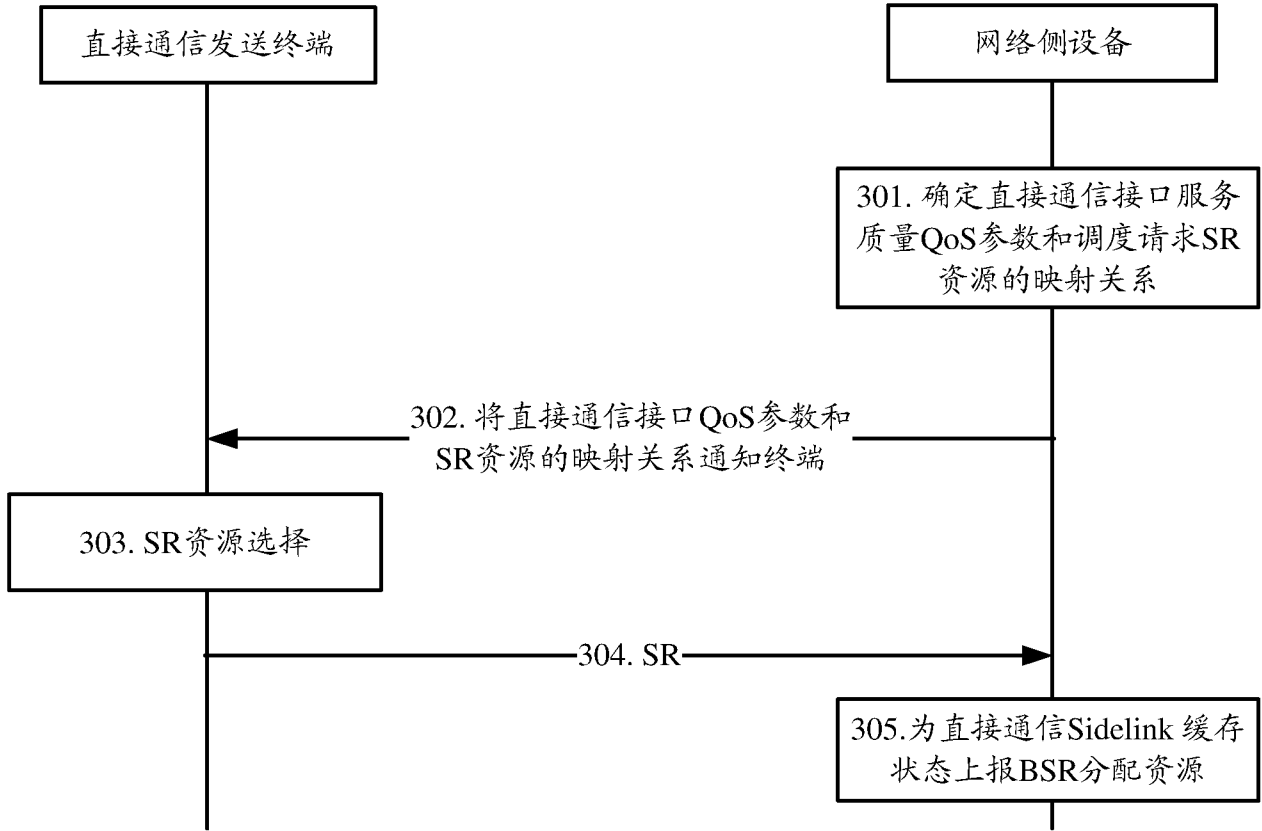 直接通信发送终端
网络侧设备
301. 确定直接通信接口服务
质量QoS参数和调度请求SR
资源的映射关系
302. 将直接通信接口QoS参数和
SR资源的映射关系通知终端
303. SR资源选择
304. SR
305.为直接通信Sidelink 缓存
状态上报BSR分配资源